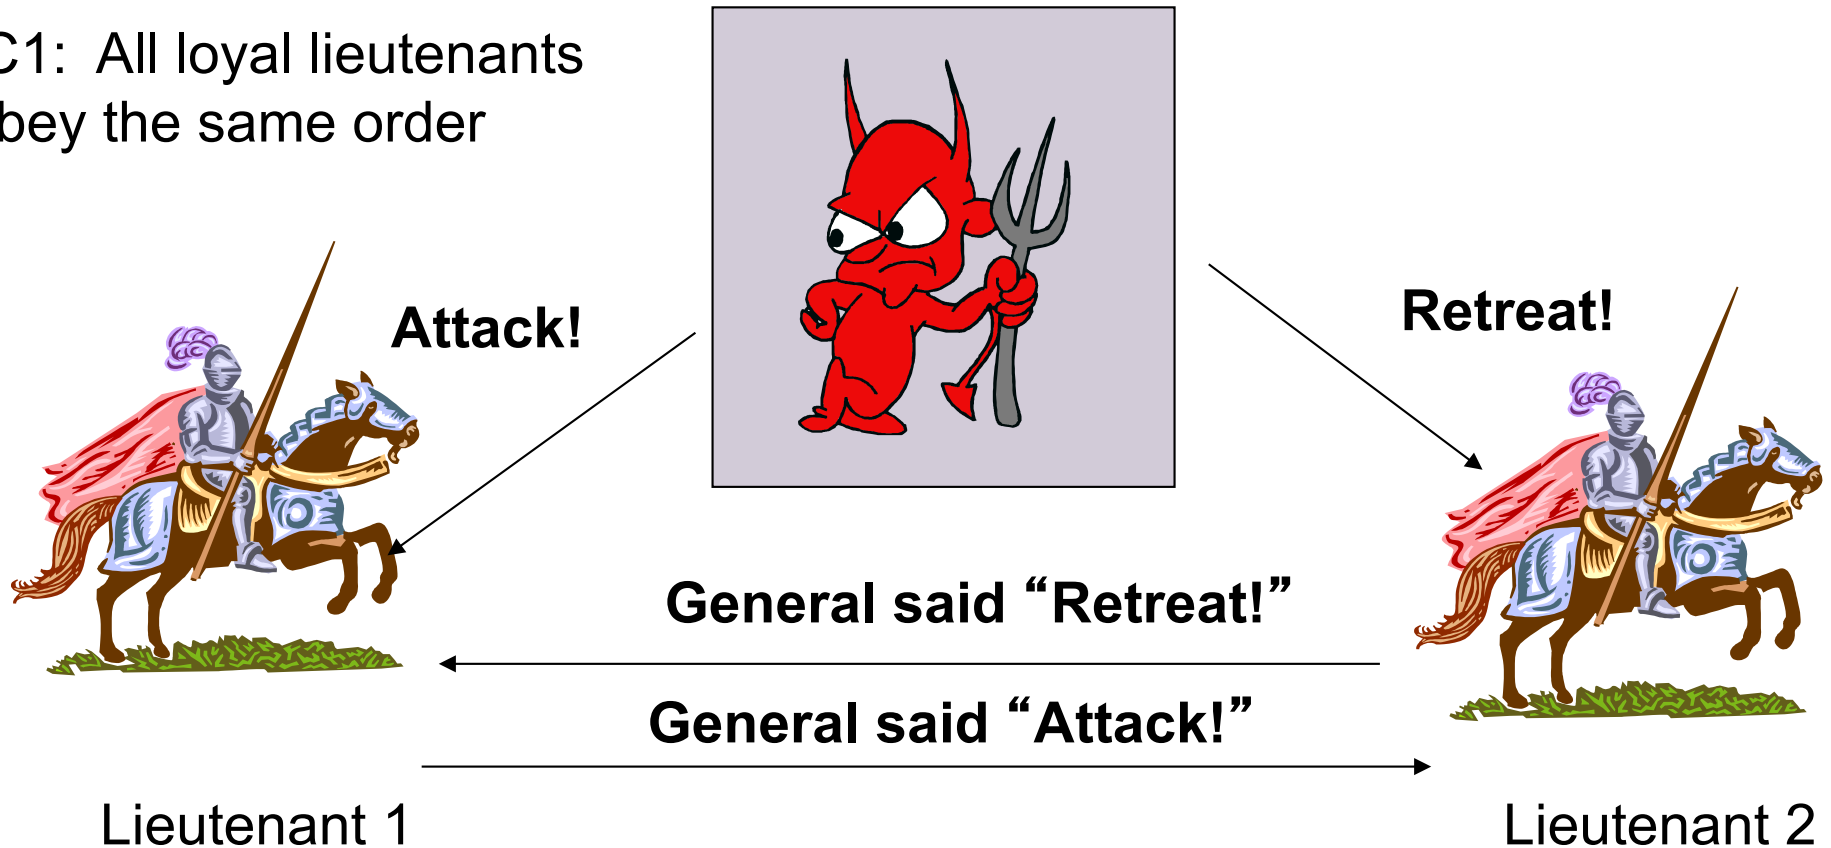 C1: All loyal lieutenants
bey the same order
Attack!
Retreat!
General said “Retreat!”
General said “Attack!”
Lieutenant 1
Lieutenant 2